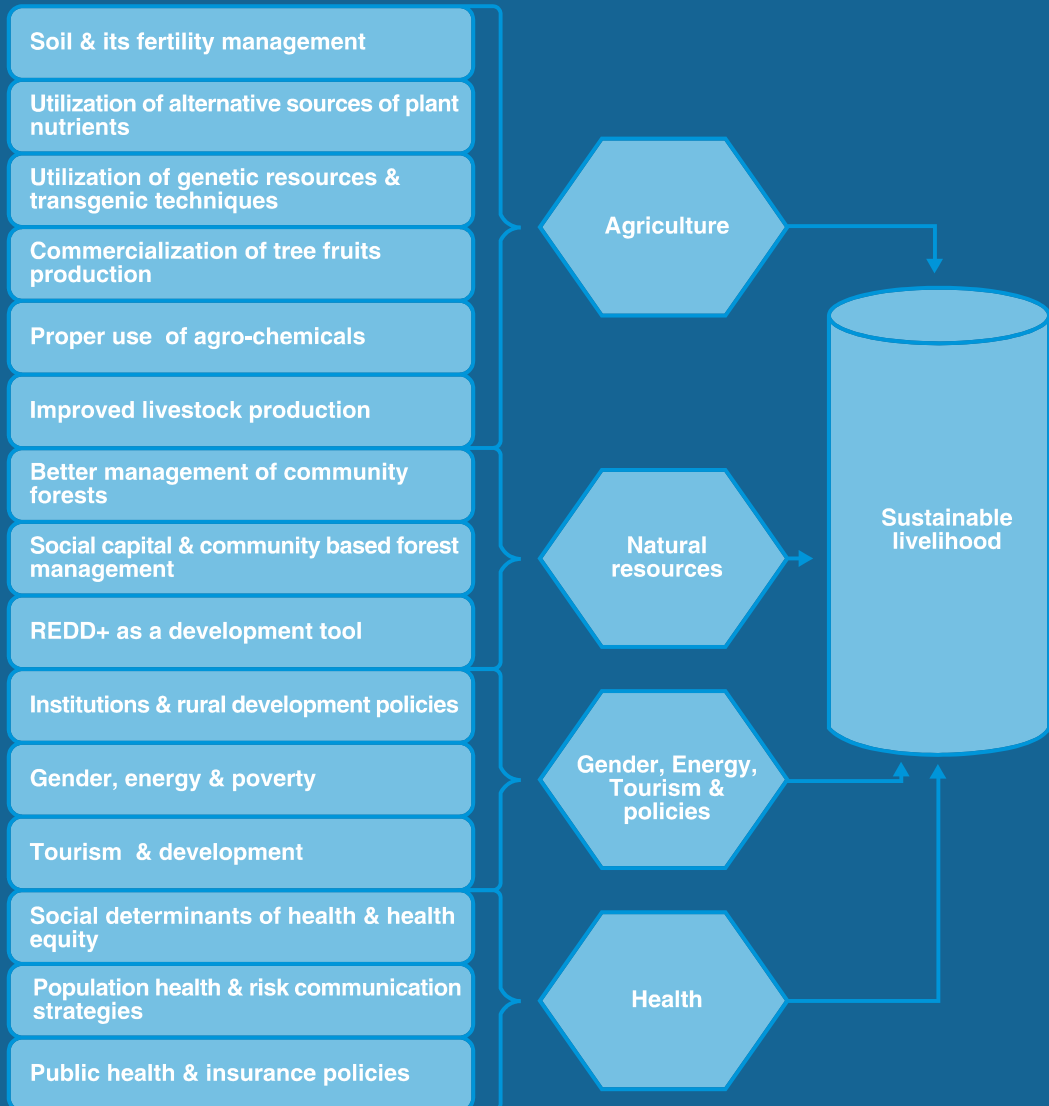 Soil & its fertility management
Utilization of alternative sources of plant
nutrients
Utilization of genetic resources &
transgenic techniques
Commercialization of tree fruits
production
Proper use  of agro-chemicals
Improved livestock production
Better management of community
forests
Social capital & community based forest
management
REDD+ as a development tool
Institutions & rural development policies
Gender, energy & poverty
Tourism  & development
Social determinants of health & health
equity
Population health & risk communication
strategies
Public health & insurance policies
Agriculture
Natural
resources
Gender, Energy,
Tourism &
policies
Health
Sustainable
livelihood